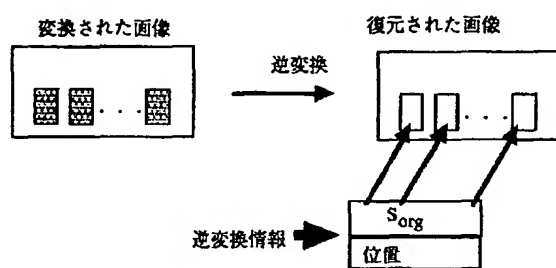 変換された画像
復元された画像
逆変換
. . .
. . .
Sorg
逆変換情報
位置